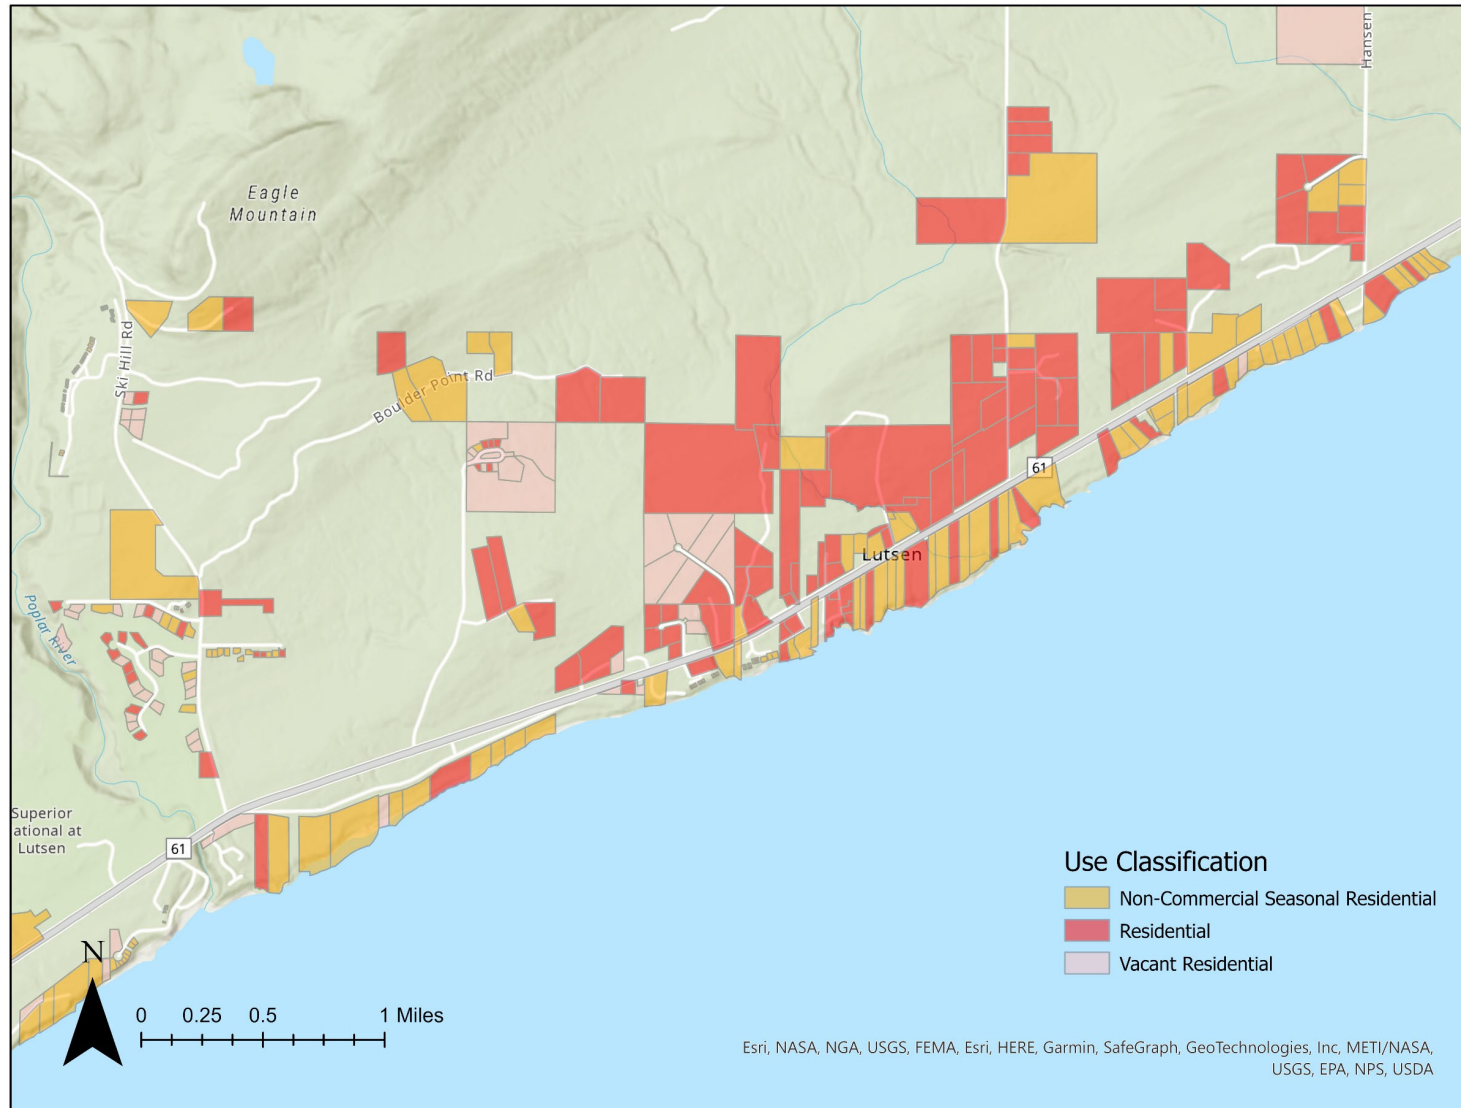 Hansen
Eagle
Mountain
Ski Hill Rd
Boulder Point Rd
61
Lutsen
Poplar River
Superior
ational at
Lutsen
61
Use Classification
Non-Commercial Seasonal Residential
Residential
Vacant Residential
N
0 0.25 0.5 1 Miles
Esri, NASA, NGA, USGS, FEMA, Esri, HERE, Garmin, SafeGraph, GeoTechnologies, Inc, METI/NASA,
USGS, EPA, NPS, USDA